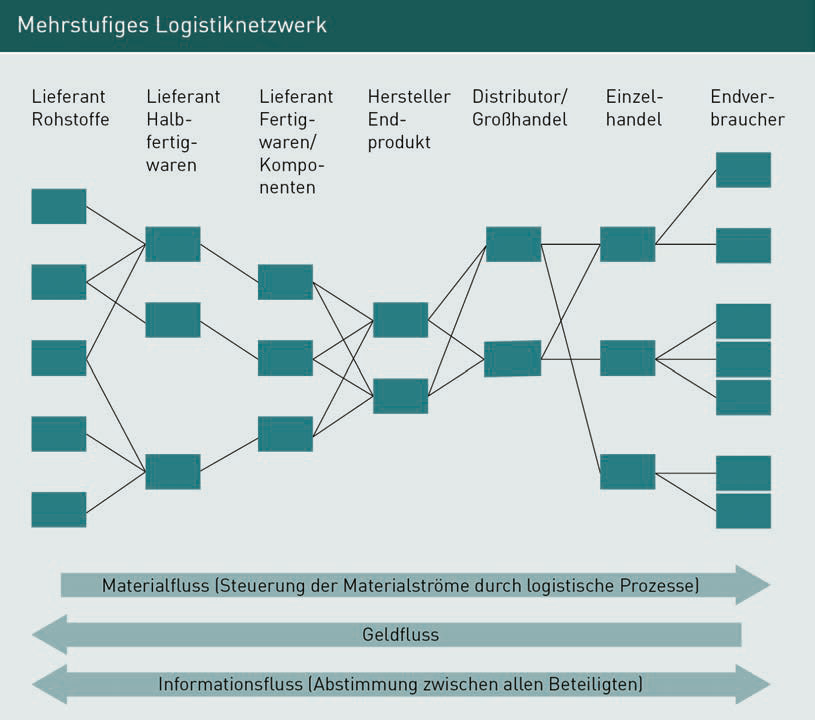 Mehrstufiges Logistiknetzwerk
Lieferant
Rohstoffe
Lieferant
Halb-
fertig-
waren
Lieferant
Fertig-
waren/
Kompo-
nenten
Hersteller
End-
produkt
Distributor/
Großhandel
Einzel-
handel
Endver-
braucher
Materialfluss (Steuerung der Materialströme durch logistische Prozesse)
Geldfluss
Informationsfluss (Abstimmung zwischen allen Beteiligten)